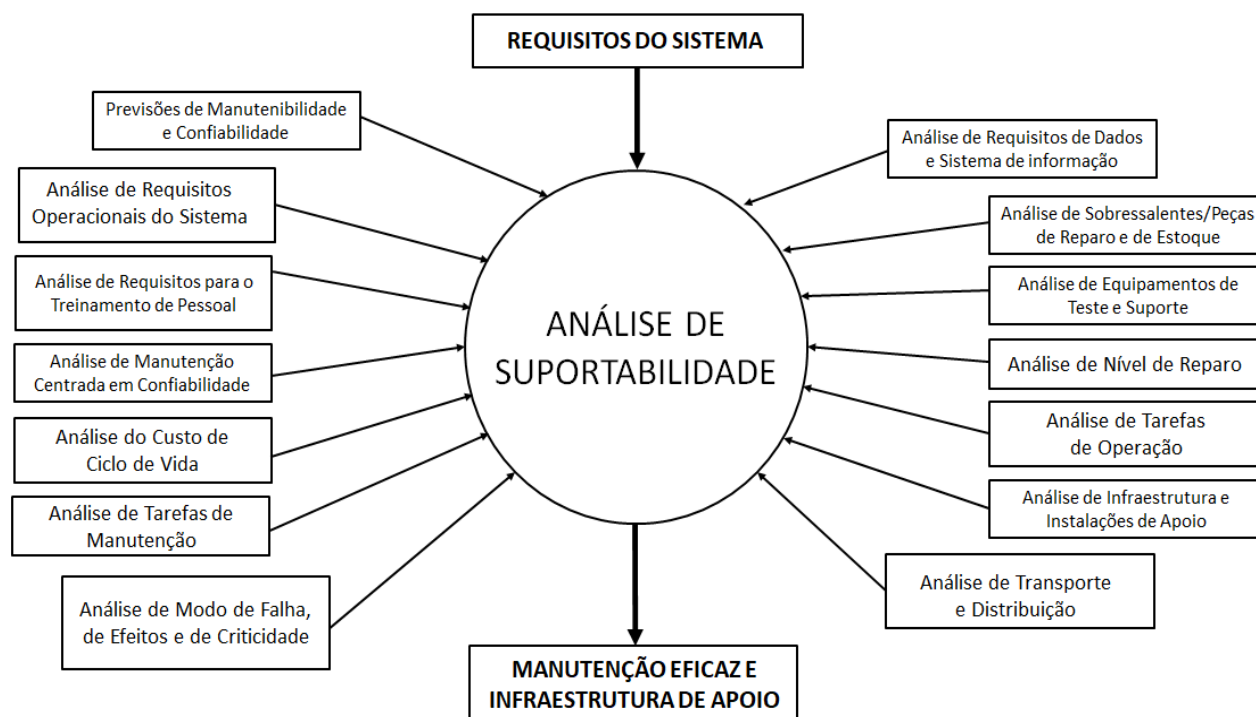 REQUISITOS DO SISTEMA
Previsões de Manutenibilidade
e Confiabilidade
Análise de Requisitos
Operacionais do Sistema
Análise de Requisitos para o
Treinamento de Pessoal
Análise de Manutenção
Centrada em Confiabilidade
Análise do Custo de
Ciclo de Vida
Análise de Tarefas de
Manutenção
Análise de Modo de Falha,
de Efeitos e de Criticidade
ANÁLISE DE
SUPORTABILIDADE
Análise de Requisitos de Dados
e Sistema de informação
Análise de Sobressalentes/Peças
de Reparo e de Estoque
Análise de Equipamentos de
Teste e Suporte
Análise de Nível de Reparo
Análise de Tarefas
de Operação
Análise de Infraestrutura e
Instalações de Apoio
Análise de Transporte
e Distribuição
MANUTENÇÃO EFICAZ E
INFRAESTRUTURA DE APOIO